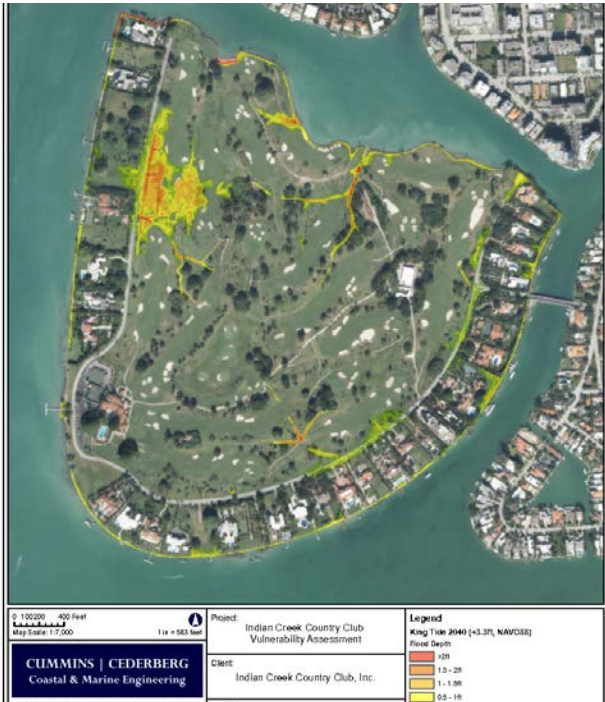 0 100200 400 Feet
Map Scale: 1:7,000
1 in = 583 feet
CUMMINS | CEDERBERG
Coastal & Marine Engineering
Project:
Indian Creek Country Club
Vulnerability Assessment
Client:
Indian Creek Country Club, Inc.
Legend
King Tide 2040 (+3.3ft, NAVD88)
Flood Depth
>2ft
1.5 - 2ft
1 - 1.5ft
0.5 - 1ft